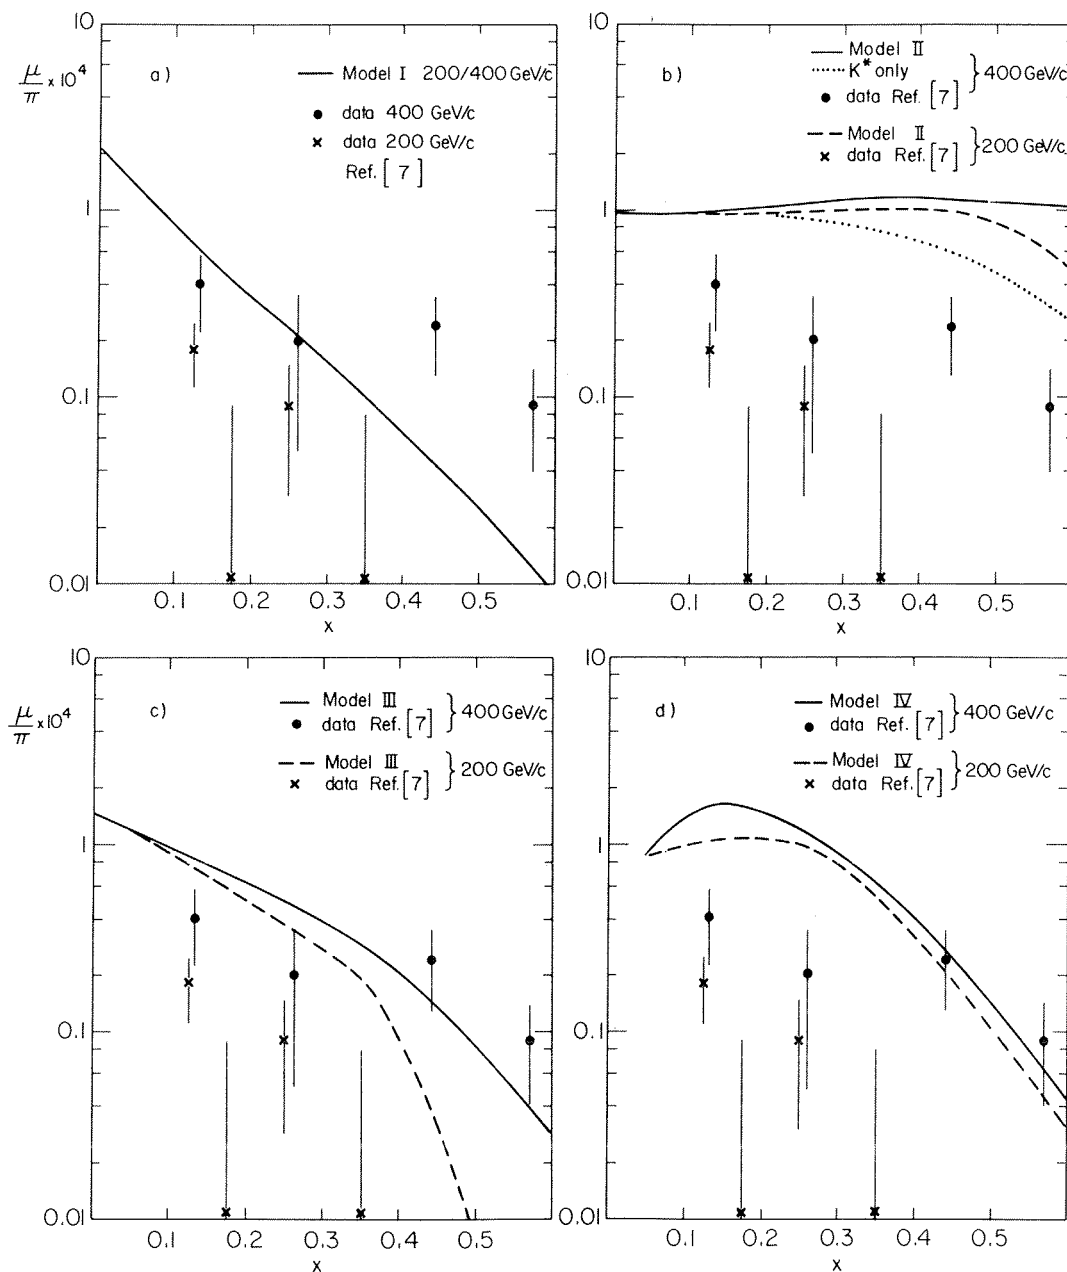 10
μ/π × 10⁴
a)
Model I 200/400 GeV/c
data 400 GeV/c
data 200 GeV/c
Ref. [ 7 ]
1
0.1
0.01
0.1 0.2 0.3 0.4 0.5
x
10
b)
Model II
K* only
data Ref. [7]
400 GeV/c
Model II
data Ref. [7]
200 GeV/c
1
0.1
0.01
0.1 0.2 0.3 0.4 0.5
x
10
μ/π × 10⁴
c)
Model III
data Ref. [7]
400 GeV/c
Model III
data Ref. [7]
200 GeV/c
1
0.1
0.01
0.1 0.2 0.3 0.4 0.5
x
10
d)
Model IV
data Ref. [7]
400 GeV/c
Model IV
data Ref. [7]
200 GeV/c
1
0.1
0.01
0.1 0.2 0.3 0.4 0.5
x